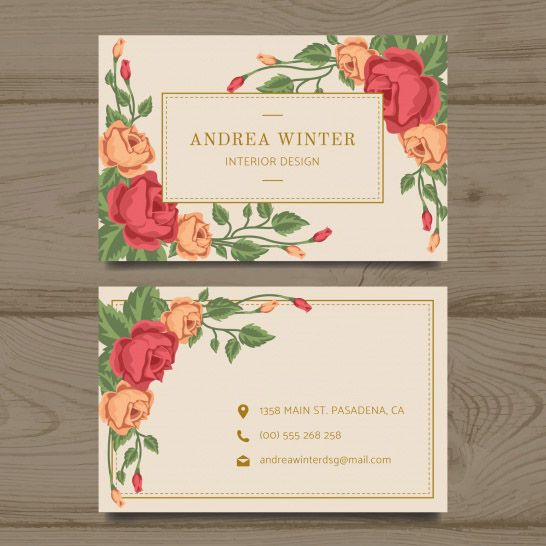 ANDREA WINTER
INTERIOR DESIGN
1358 MAIN ST. PASADENA, CA
(00) 555 268 258
andreawinterdsg@mail.com